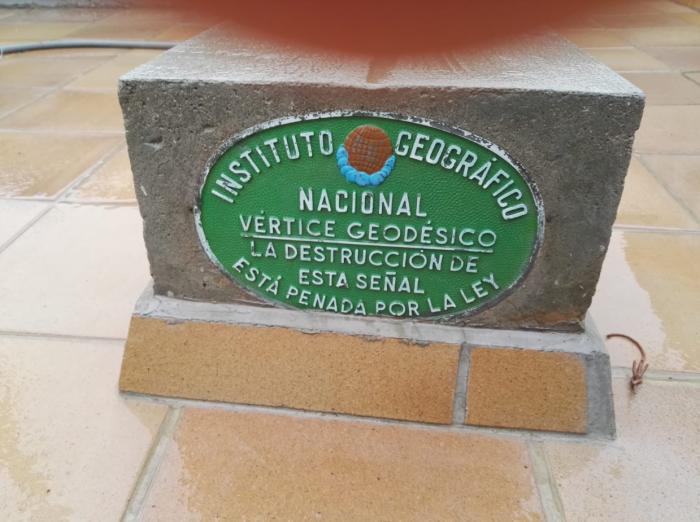 INSTITUTO GEOGRÁFICO
NACIONAL
VÉRTICE GEODÉSICO
LA DESTRUCCIÓN DE
ESTA SEÑAL
ESTÁ PENADA POR LA LEY